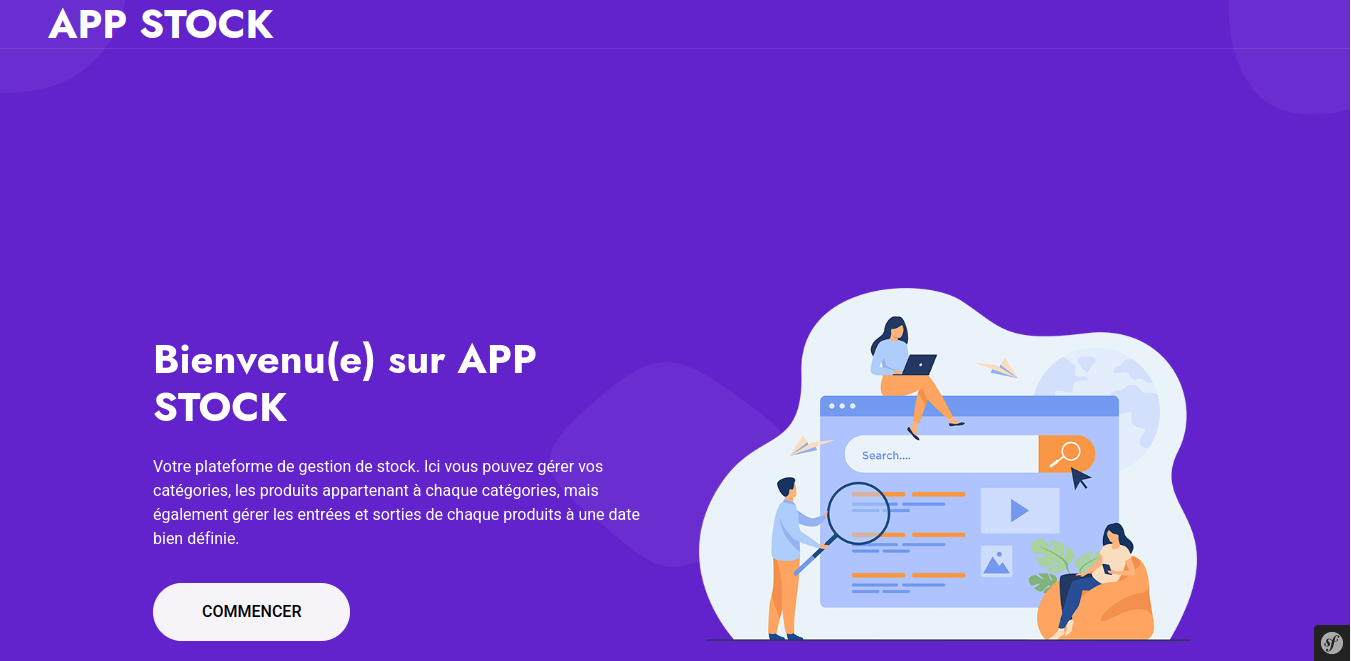 APP STOCK
Bienvenu(e) sur APP
STOCK
Votre plateforme de gestion de stock. Ici vous pouvez gérer vos
catégories, les produits appartenant à chaque catégories, mais
également gérer les entrées et sorties de chaque produits à une date
bien définie.
COMMENCER
Search....
sf